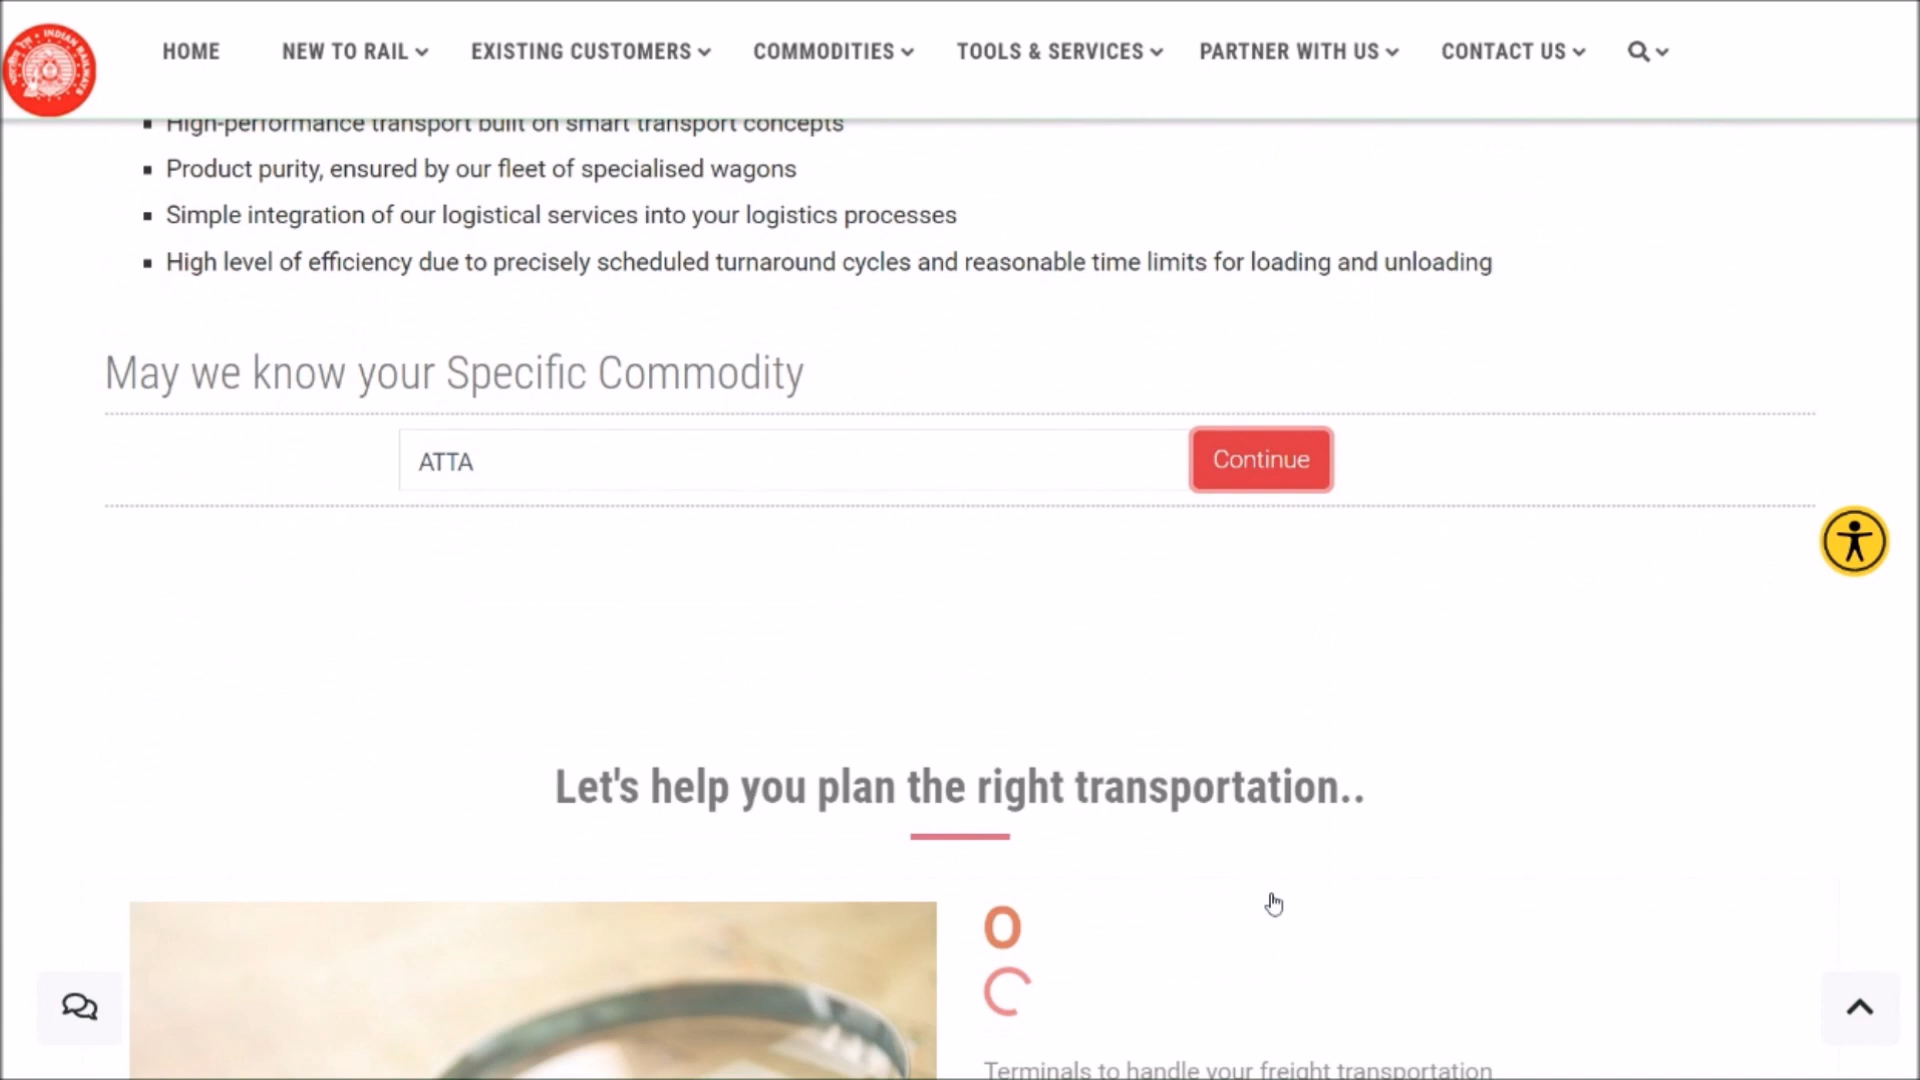 HOME NEW TO RAIL EXISTING CUSTOMERS COMMODITIES TOOLS & SERVICES PARTNER WITH US CONTACT US
High-performance transport built on smart transport concepts
Product purity, ensured by our fleet of specialised wagons
Simple integration of our logistical services into your logistics processes
High level of efficiency due to precisely scheduled turnaround cycles and reasonable time limits for loading and unloading
May we know your Specific Commodity
ATTA
Continue
Let's help you plan the right transportation..
0
Terminals to handle your freight transportation